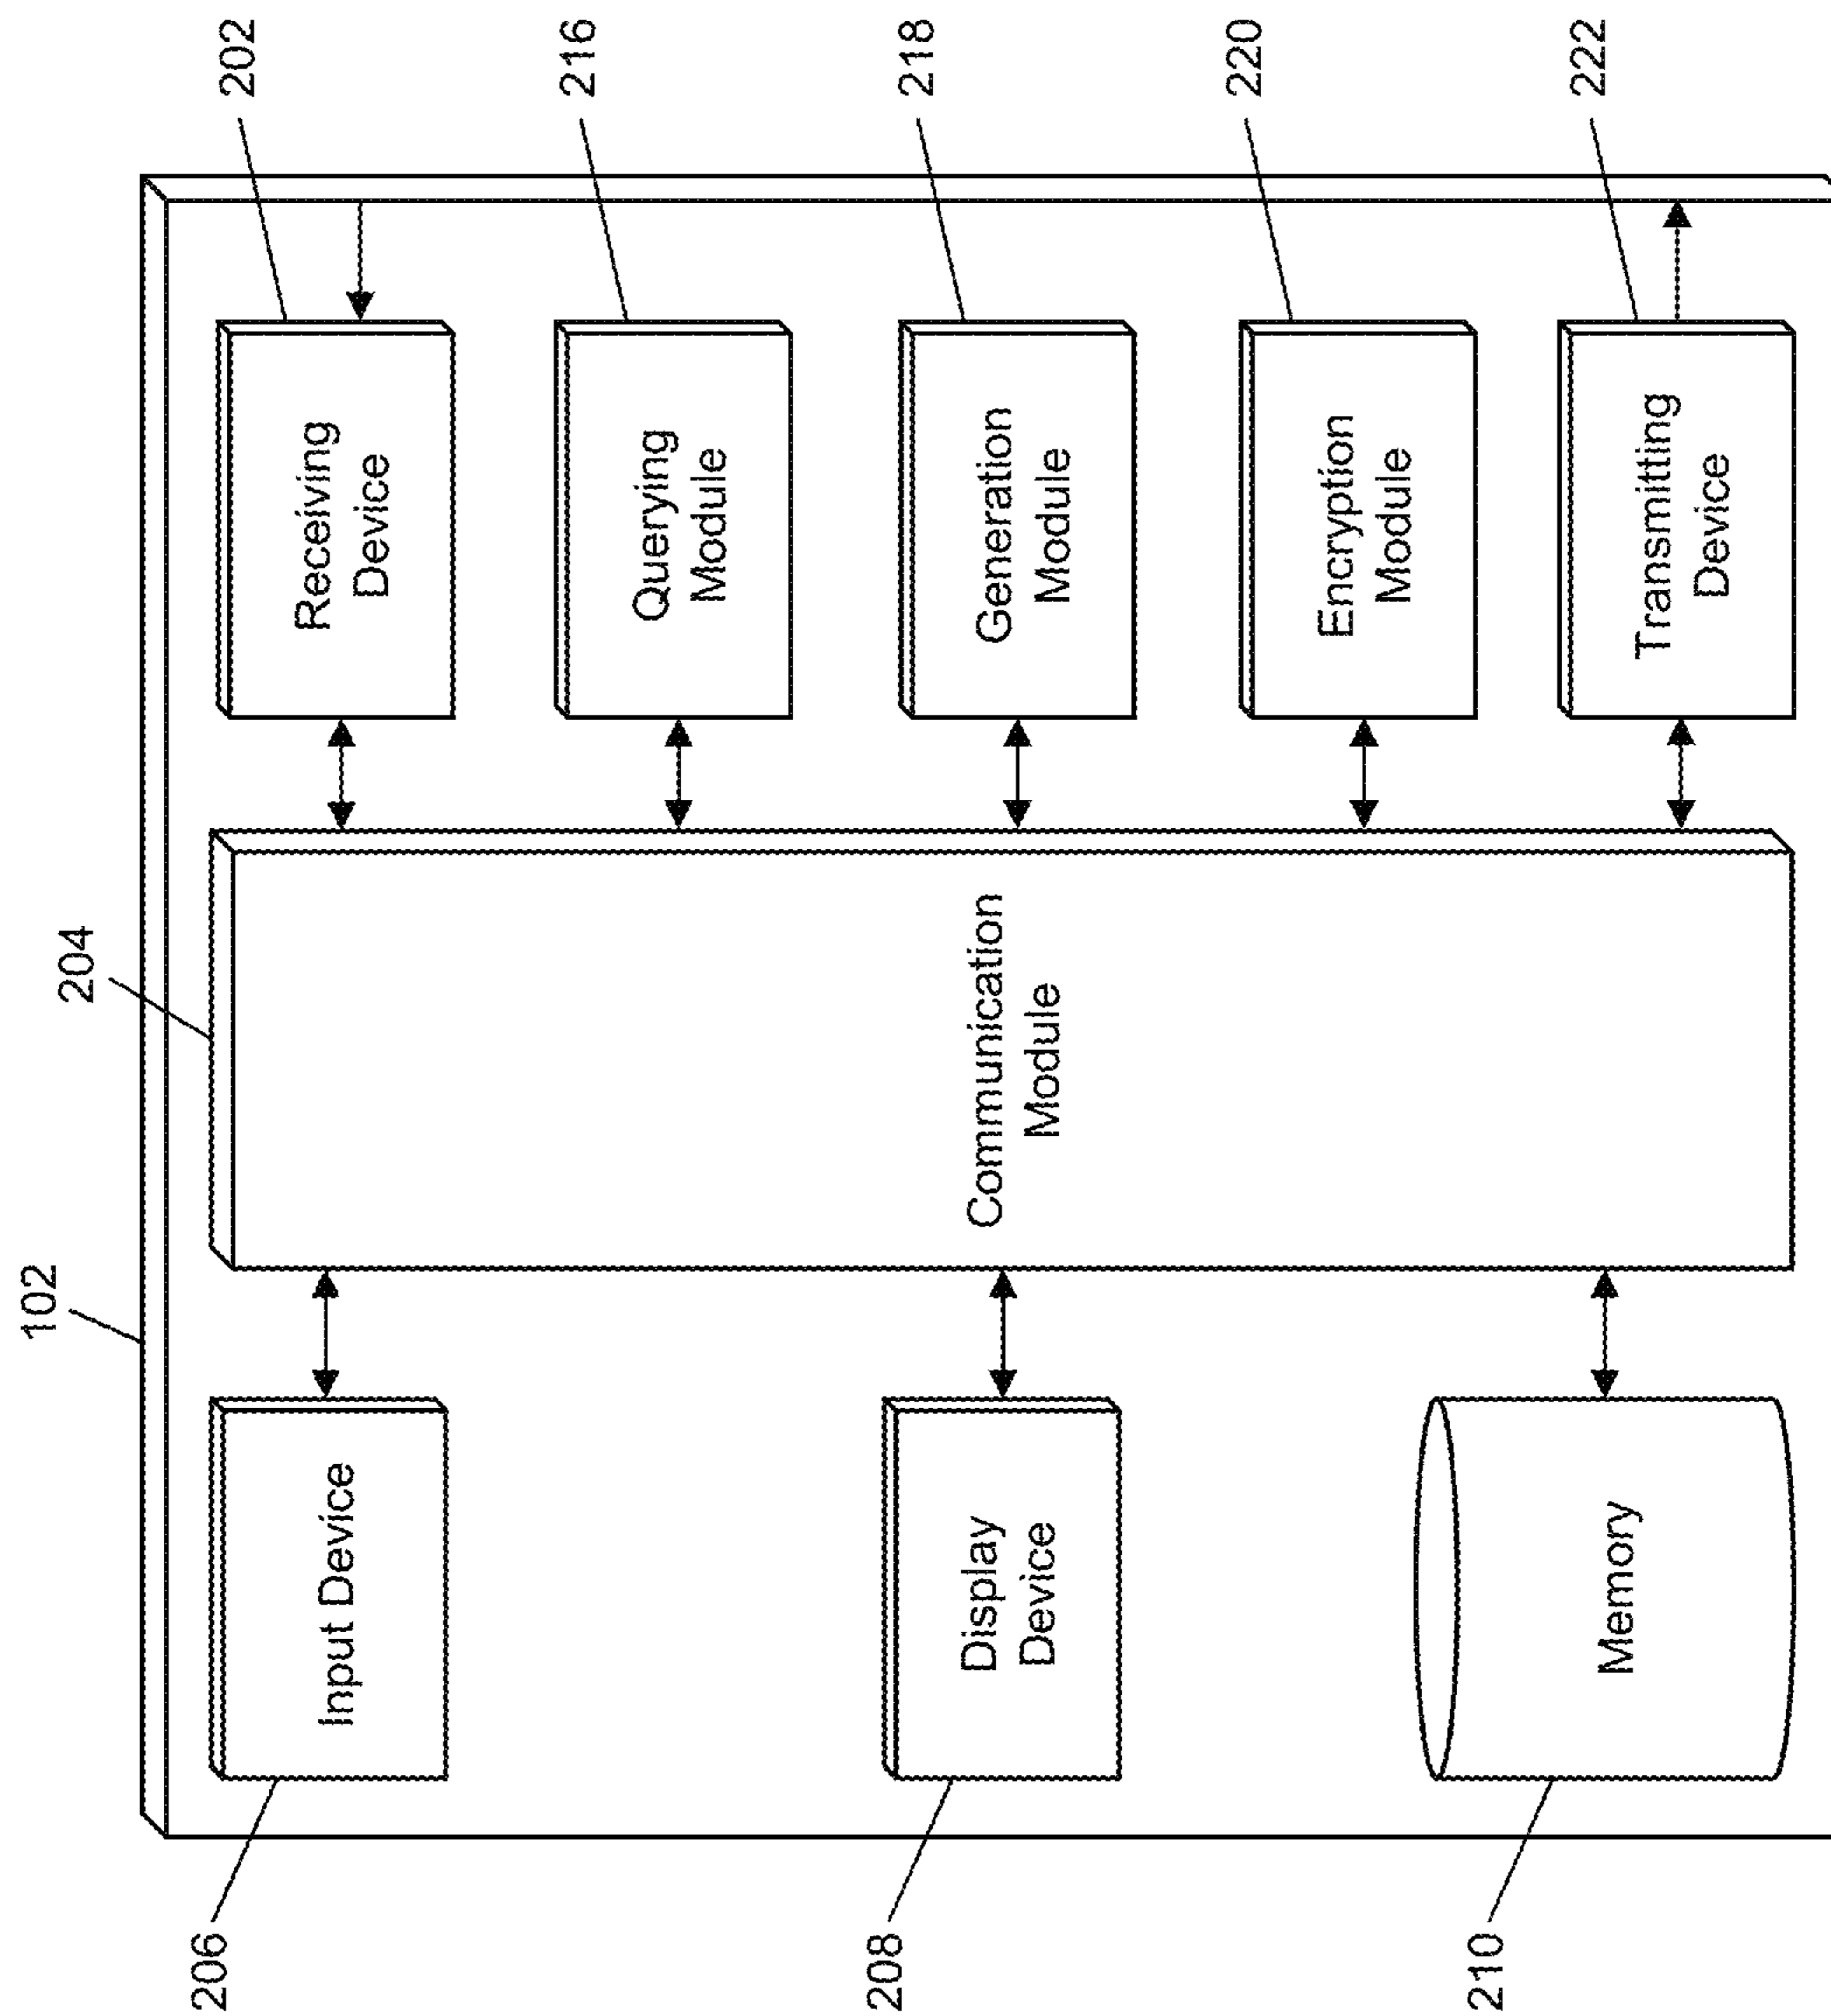 102
204
206
Input Device
Receiving
Device
202
216
Querying
Module
208
Display
Device
Communication
Module
Generation
Module
218
220
Encryption
Module
210
Memory
Transmitting
Device
222